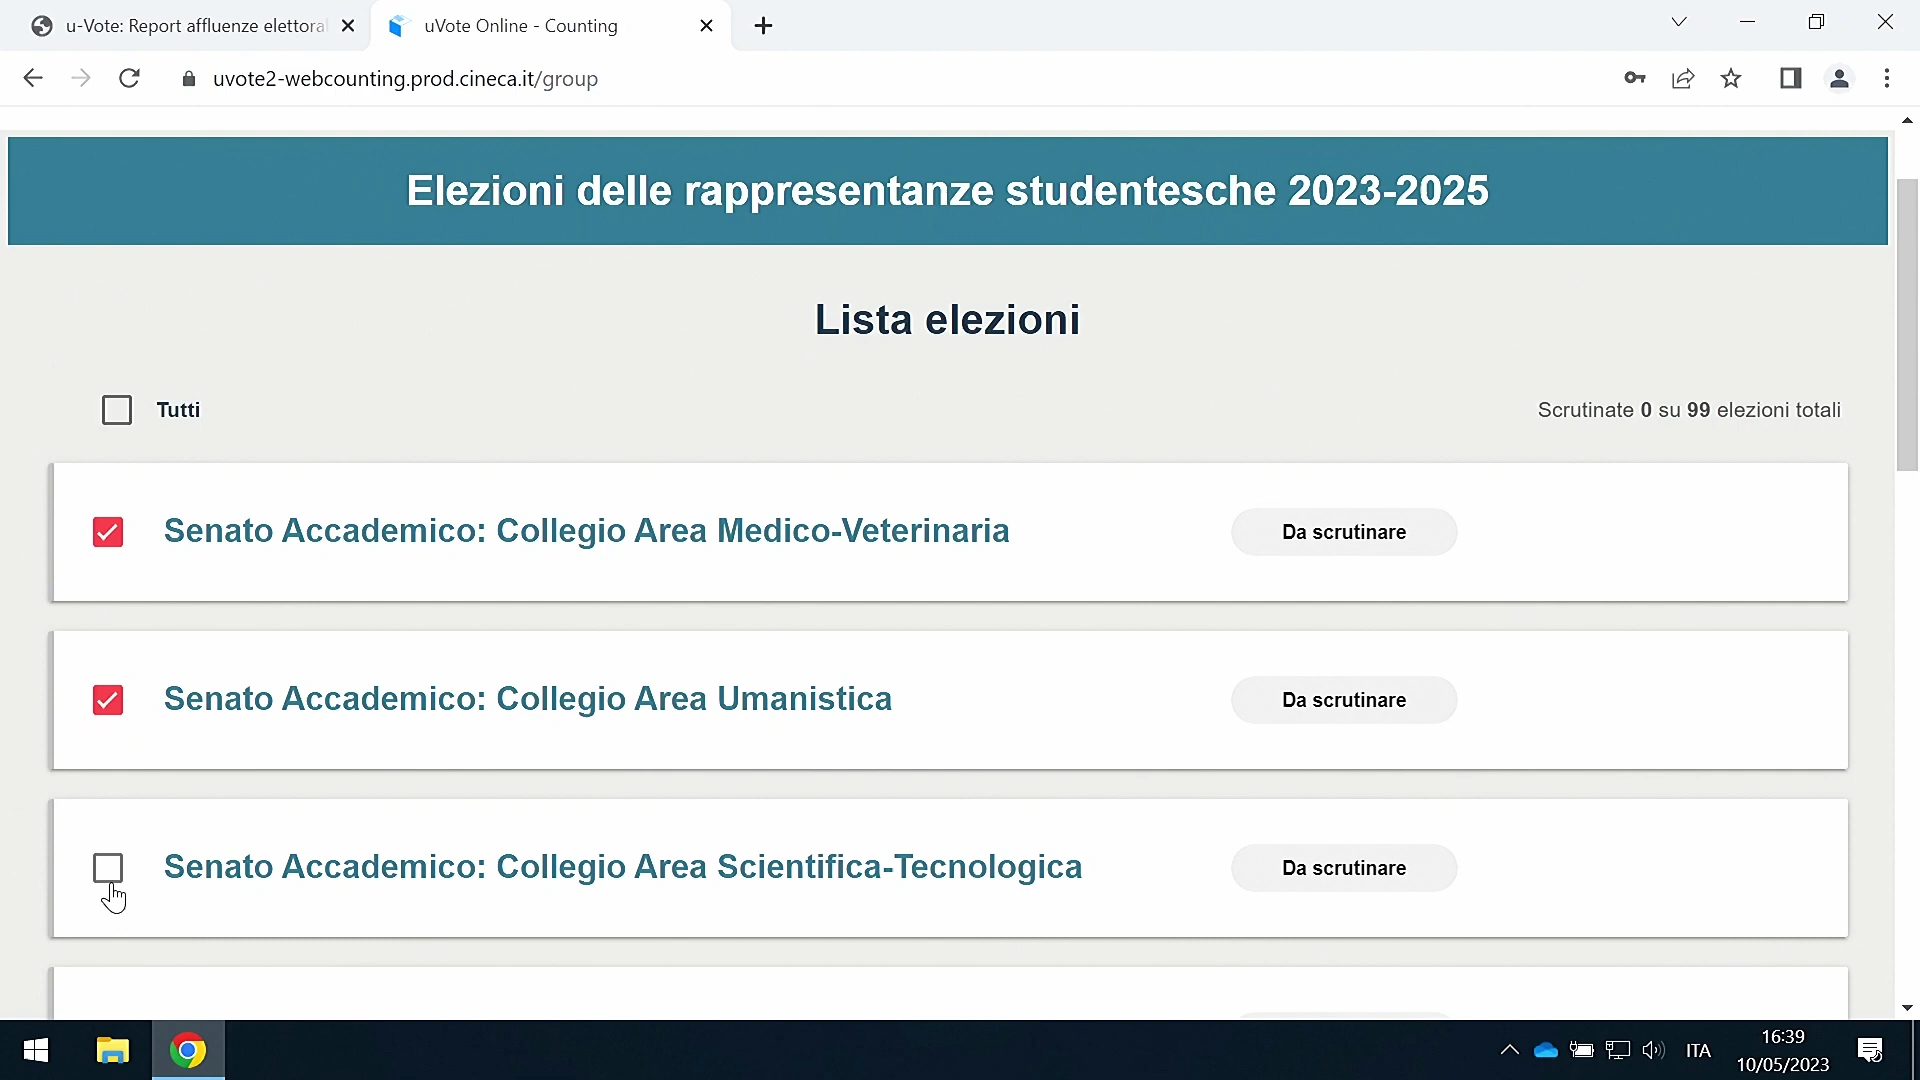 u-Vote: Report affluenze elettoral
uVote Online - Counting
uvote2-webcounting.prod.cineca.it/group
Elezioni delle rappresentanze studentesche 2023-2025
Lista elezioni
Tutti
Scrutinate 0 su 99 elezioni totali
Senato Accademico: Collegio Area Medico-Veterinaria
Da scrutinare
Senato Accademico: Collegio Area Umanistica
Da scrutinare
Senato Accademico: Collegio Area Scientifica-Tecnologica
Da scrutinare
ITA
16:39
10/05/2023